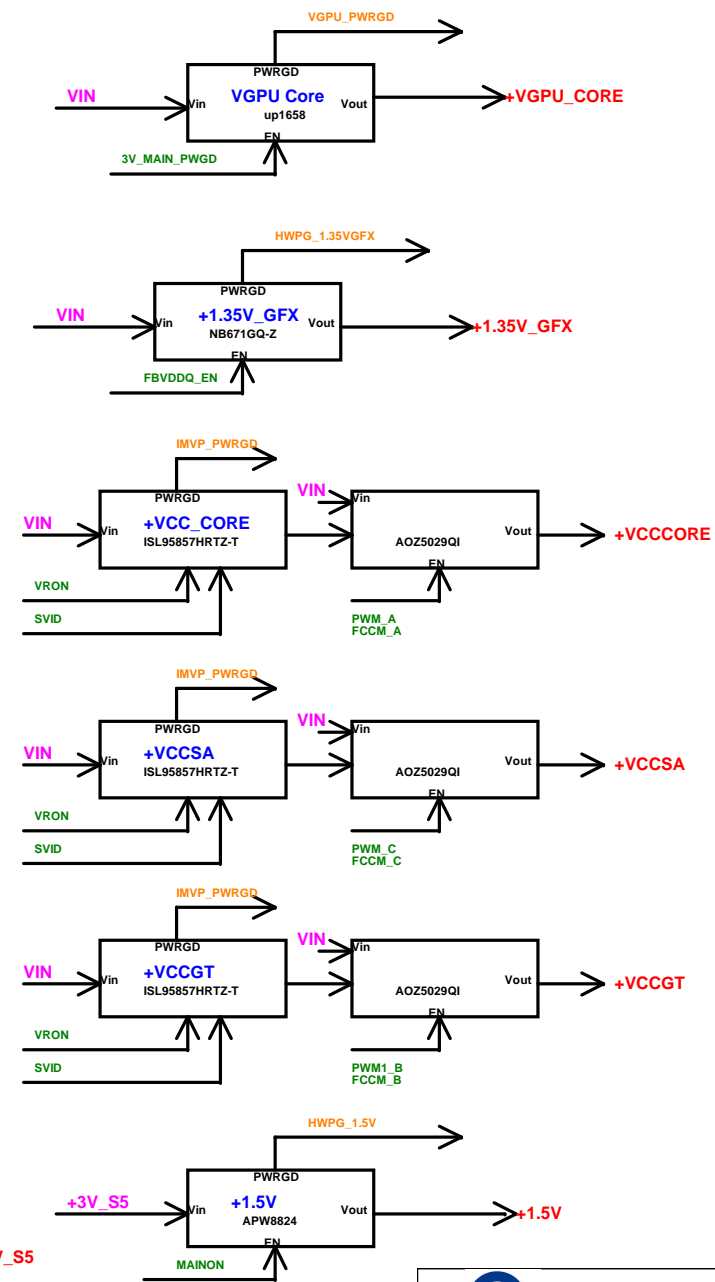 VGPU_PWRGD
PWRGD
VIN
Vin
VGPU Core
Vout
+VGPU_CORE
up1658
EN
3V_MAIN_PWGD
HWPG_1.35VGFX
PWRGD
VIN
Vin
+1.35V_GFX
Vout
+1.35V_GFX
NB671GQ-Z
EN
FBVDDQ_EN
IMVP_PWRGD
PWRGD
VIN
Vin
VIN
Vin
+VCC_CORE
ISL95857HRTZ-T
AOZ5029QI
Vout
+VCCCORE
EN
VRON
SVID
PWM_A
FCCM_A
IMVP_PWRGD
PWRGD
VIN
Vin
VIN
Vin
+VCCSA
ISL95857HRTZ-T
AOZ5029QI
Vout
+VCCSA
EN
VRON
SVID
PWM_C
FCCM_C
IMVP_PWRGD
PWRGD
VIN
Vin
VIN
Vin
+VCCGT
ISL95857HRTZ-T
AOZ5029QI
Vout
+VCCGT
EN
VRON
SVID
PWM1_B
FCCM_B
HWPG_1.5V
PWRGD
+3V_S5
Vin
+1.5V
Vout
+1.5V
APW8824
EN
V_S5
MAINON